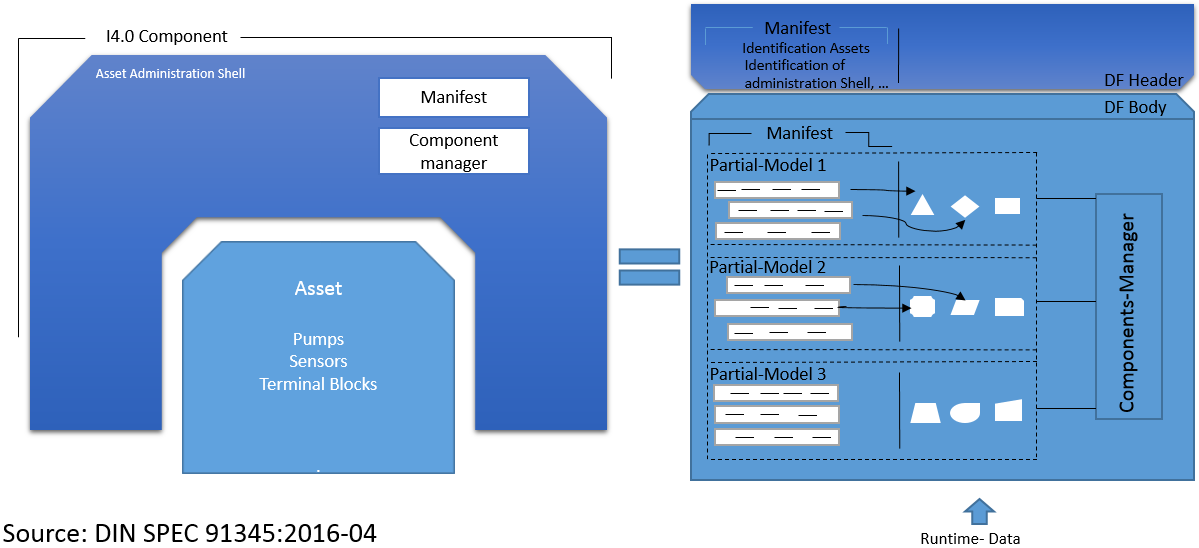 I4.0 Component
Asset Administration Shell
Manifest
Component
manager
Asset
Pumps
Sensors
Terminal Blocks
.
Manifest
Identification Assets
Identification of
administration Shell, ...
DF Header
DF Body
Manifest
Partial-Model 1
Partial-Model 2
Partial-Model 3
Components-Manager
Runtime- Data
Source: DIN SPEC 91345:2016-04